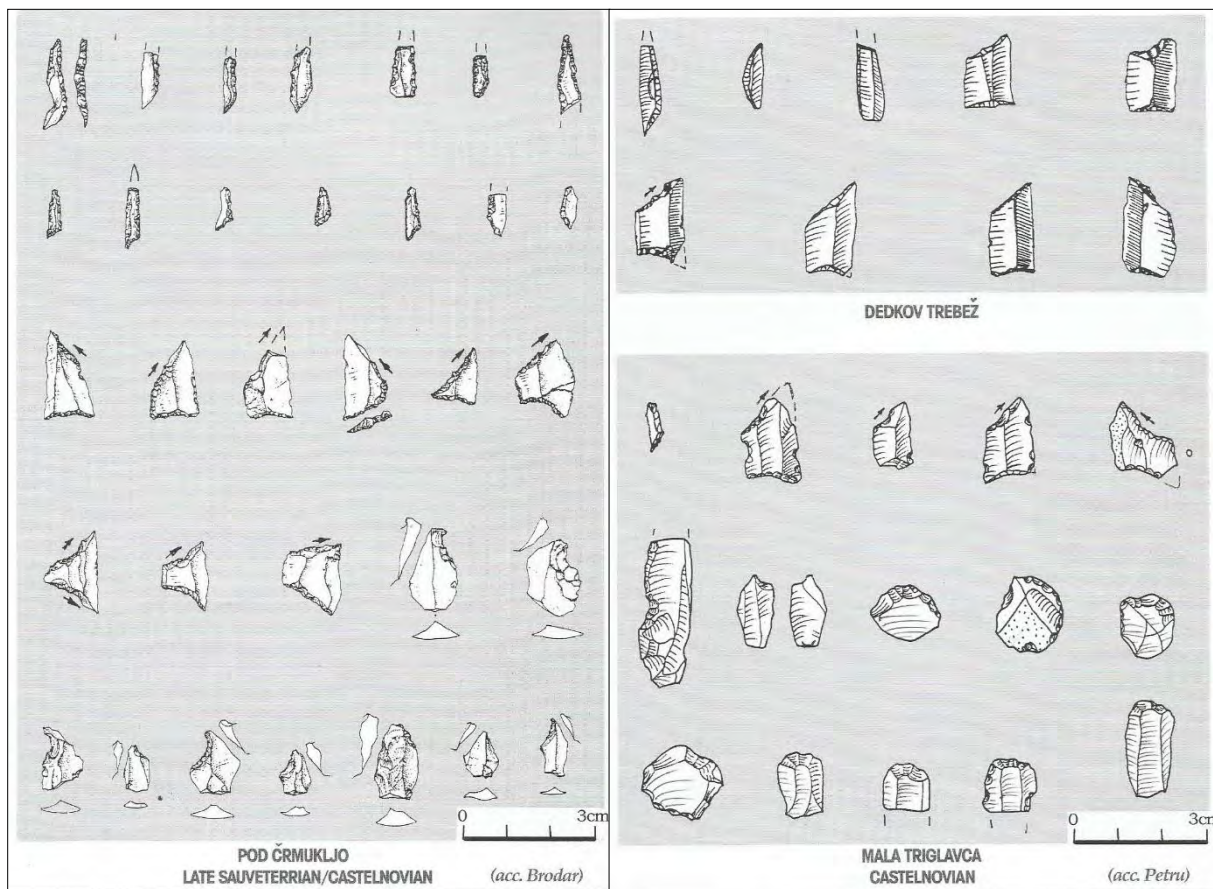 0 3cm
POD ČRMUKLJO
LATE SAUVETERRIAN/CASTELNOVIAN
(acc. Brodar)
DEDKOV TREBEŽ
0 3cm
MALA TRIGLAVCA
CASTELNOVIAN
(acc. Petru)